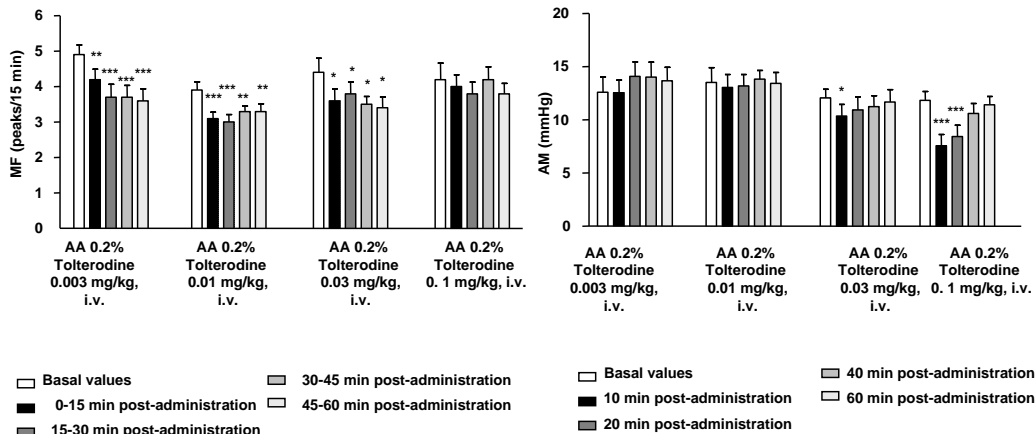 6
5
4
3
2
1
0
MF (peaks/15 min)
**
***
***
***
***
***
**
**
*
*
*
*
AA 0.2%
Tolterodine
0.003 mg/kg,
i.v.
AA 0.2%
Tolterodine
0.01 mg/kg,
i.v.
AA 0.2%
Tolterodine
0.03 mg/kg,
i.v.
AA 0.2%
Tolterodine
0. 1 mg/kg, i.v.
Basal values
0-15 min post-administration
15-30 min post-administration
30-45 min post-administration
45-60 min post-administration
20
15
10
5
0
AM (mmHg)
*
***
***
AA 0.2%
Tolterodine
0.003 mg/kg,
i.v.
AA 0.2%
Tolterodine
0.01 mg/kg,
i.v.
AA 0.2%
Tolterodine
0.03 mg/kg,
i.v.
AA 0.2%
Tolterodine
0. 1 mg/kg, i.v.
Basal values
10 min post-administration
20 min post-administration
40 min post-administration
60 min post-administration